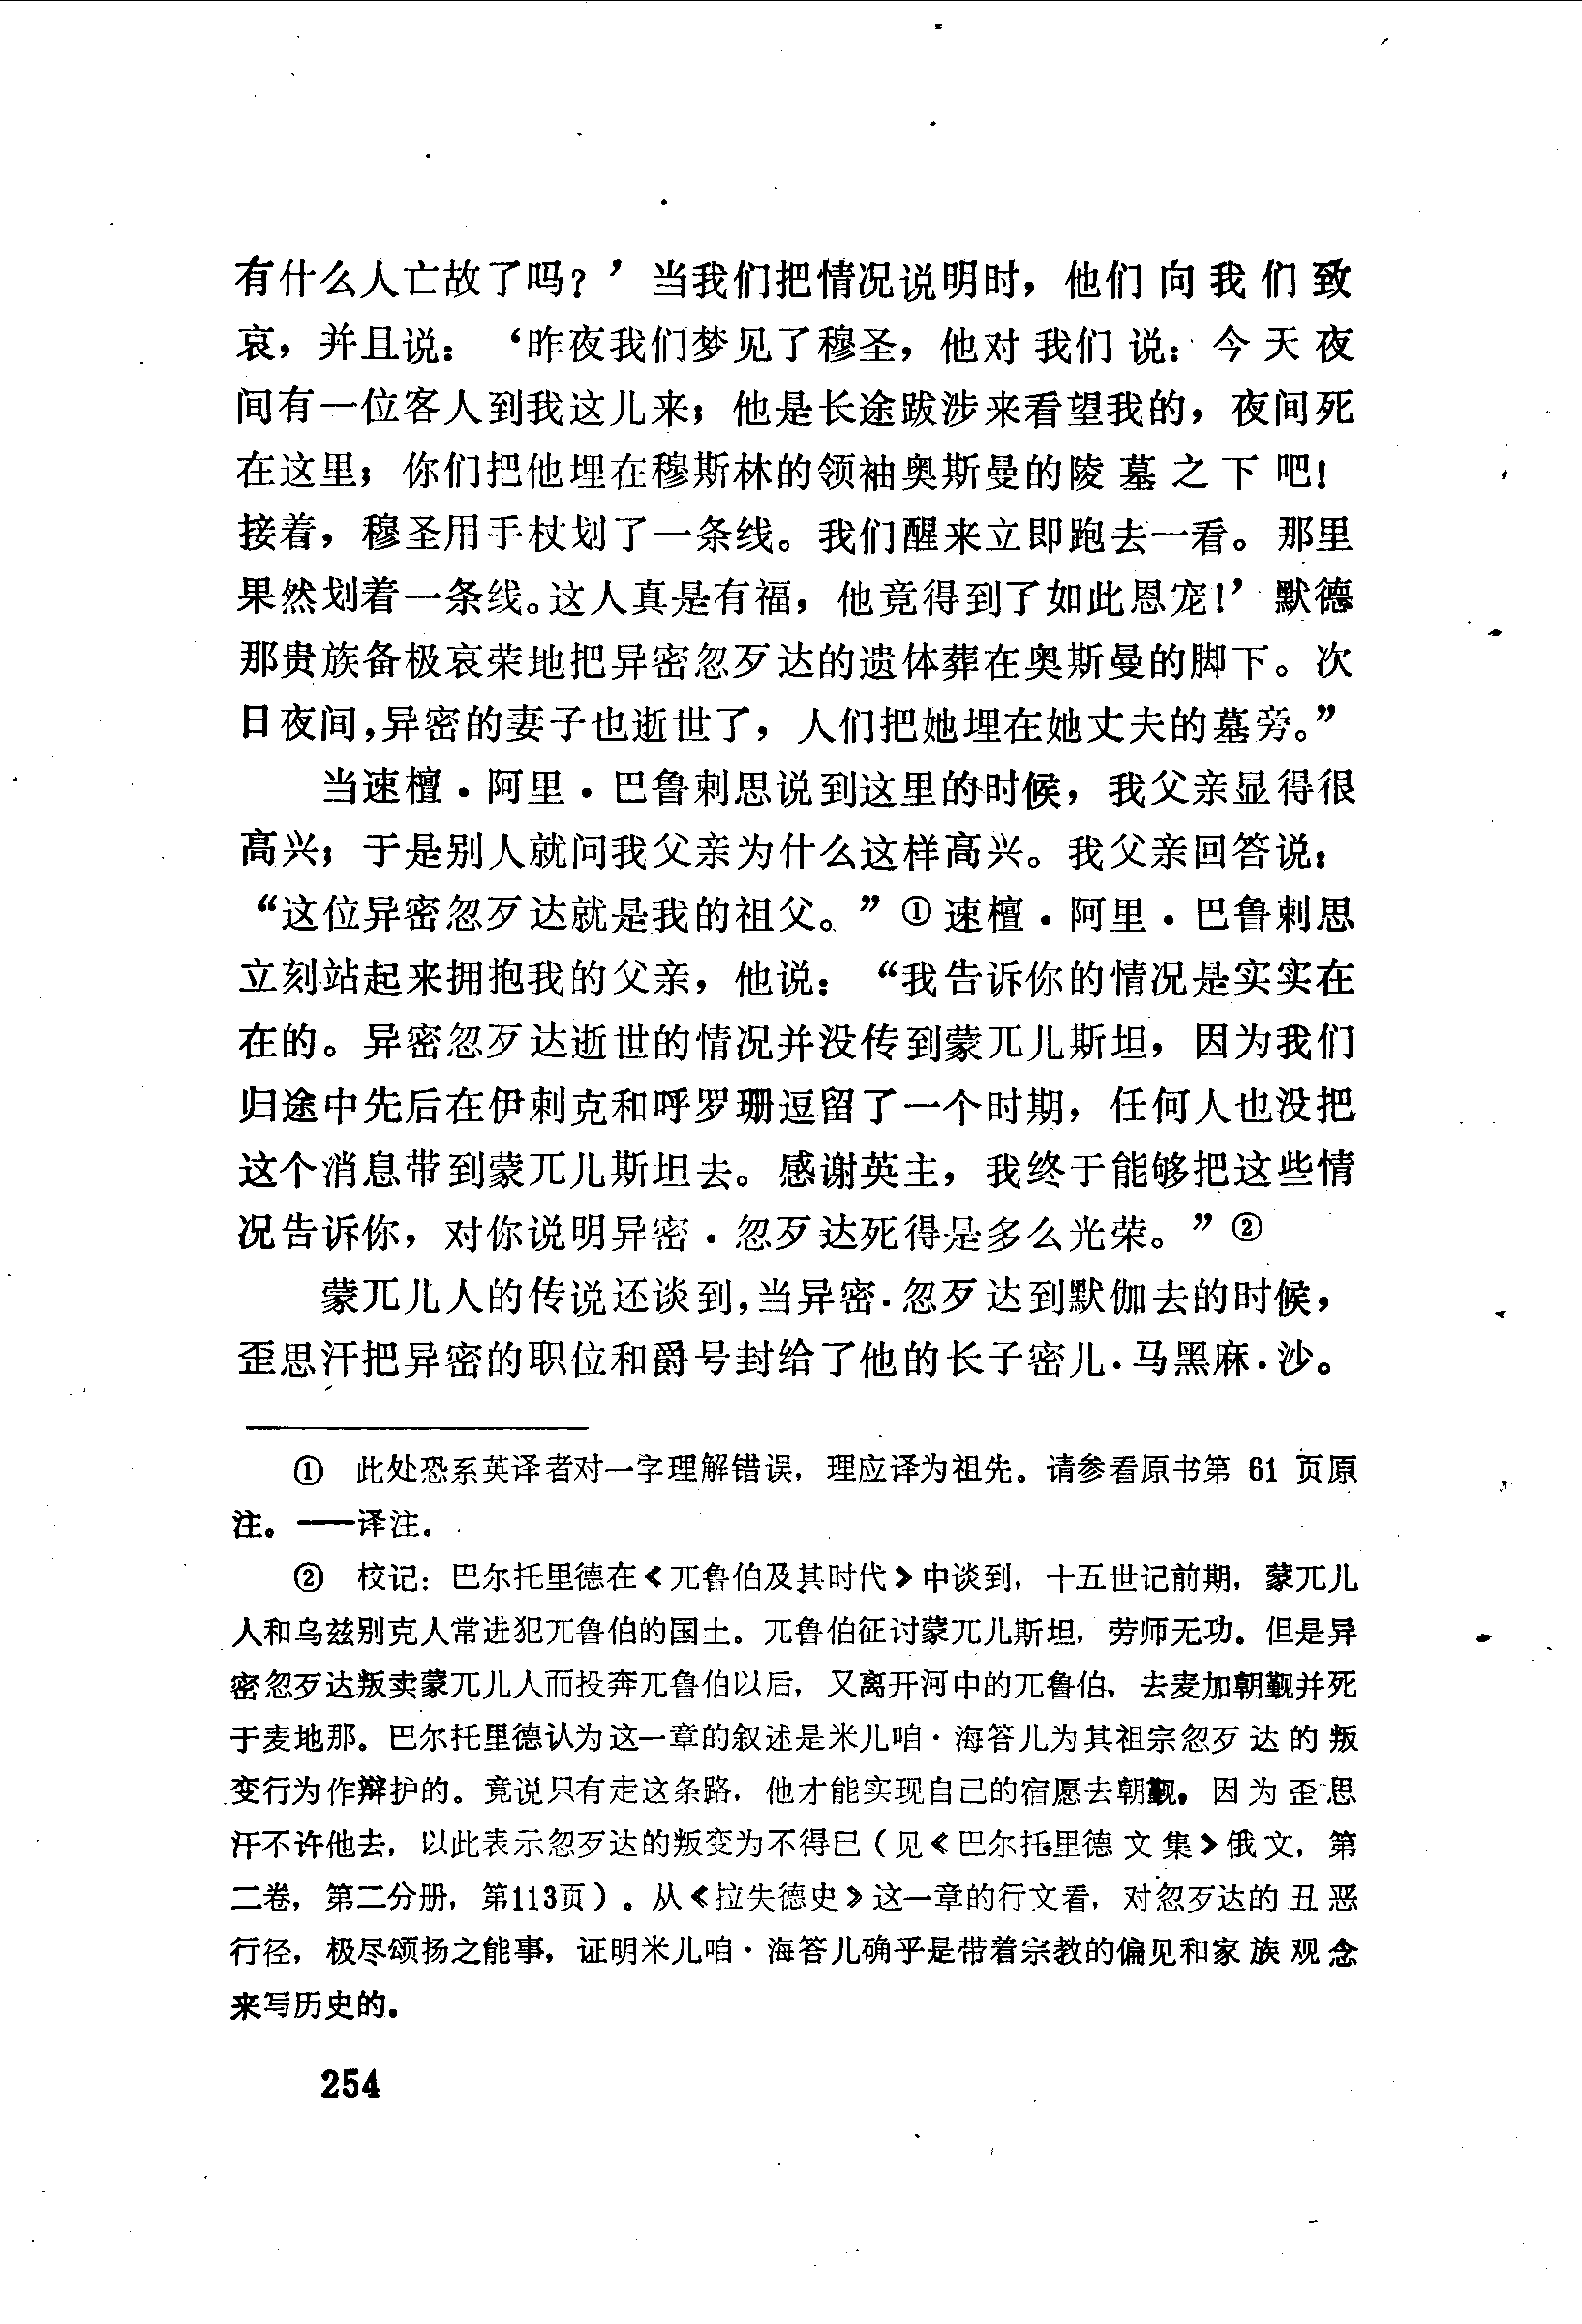 有什么人亡故了吗？’当我们把情况说明时，他们向我们致
哀，并且说：‘昨夜我们梦见了穆圣，他对我们说：今天夜
间有一位客人到我这儿来；他是长途跋涉来看望我的，夜间死
在这里；你们把他埋在穆斯林的领袖奥斯曼的陵墓之下吧！
接着，穆圣用手杖划了一条线。我们醒来立即跑去一看。那里
果然划着一条线。这人真是有福，他竟得到了如此恩宠！’默德
那贵族备极哀荣地把异密忽歹达的遗体葬在奥斯曼的脚下。次
日夜间，异密的妻子也逝世了，人们把她埋在她丈夫的墓旁。”
当速檀·阿里·巴鲁剌思说到这里的时候，我父亲显得很
高兴；于是别人就问我父亲为什么这样高兴。我父亲回答说：
“这位异密忽歹达就是我的祖父。”①速檀·阿里·巴鲁剌思
立刻站起来拥抱我的父亲，他说：“我告诉你的情况是实实在
在的。异密忽歹达逝世的情况并没传到蒙兀儿斯坦，因为我们
归途中先后在伊剌克和呼罗珊逗留了一个时期，任何人也没把
这个消息带到蒙兀儿斯坦去。感谢英主，我终于能够把这些情
况告诉你，对你说明异密·忽歹达死得是多么光荣。”②
蒙兀儿人的传说还谈到，当异密·忽歹达到默伽去的时候，
歪思汗把异密的职位和爵号封给了他的长子密儿·马黑麻·沙。
① 此处恐系英译者对一字理解错误，理应译为祖先。请参看原书第 61 页原
注。——译注。
② 校记：巴尔托里德在《兀鲁伯及其时代》中谈到，十五世记前期，蒙兀儿
人和乌兹别克人常进犯兀鲁伯的国土。兀鲁伯征讨蒙兀儿斯坦，劳师无功。但是异
密忽歹达叛卖蒙兀儿人而投奔兀鲁伯以后，又离开河中的兀鲁伯，去麦加朝觐并死
于麦地那。巴尔托里德认为这一章的叙述是米儿咱·海答儿为其祖宗忽歹达的叛
变行为作辩护的。竟说只有走这条路，他才能实现自己的宿愿去朝觐，因为歪思
汗不许他去，以此表示忽歹达的叛变为不得已（见《巴尔托里德文集》俄文，第
二卷，第二分册，第113页）。从《拉失德史》这一章的行文看，对忽歹达的丑恶
行径，极尽颂扬之能事，证明米儿咱·海答儿确乎是带着宗教的偏见和家族观念
来写历史的。
254